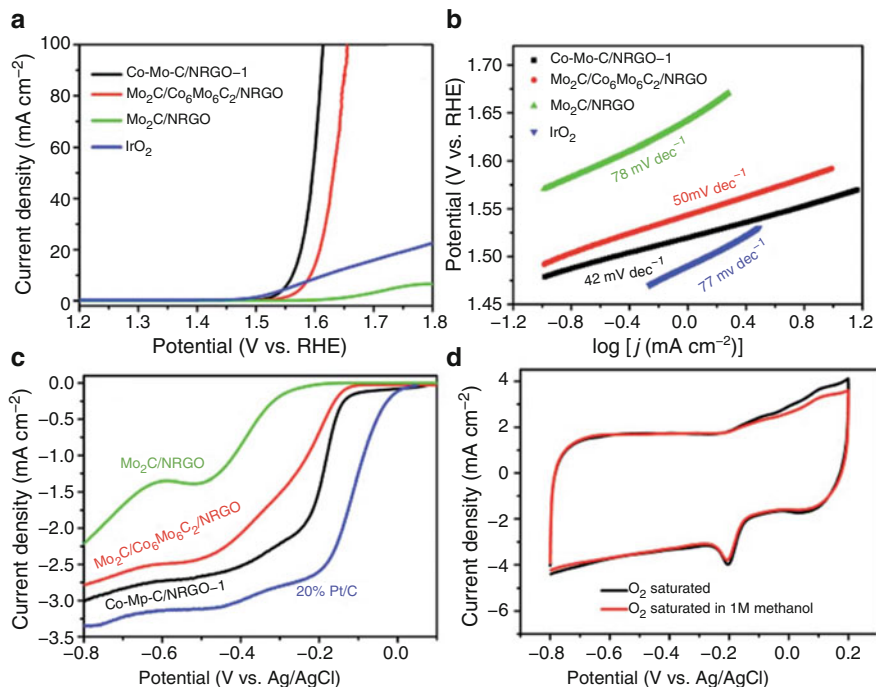 a
Current density (mA cm⁻²)
100
80
60
40
20
0
1.2
1.3
1.4
1.5
1.6
1.7
1.8
Potential (V vs. RHE)
Co-Mo-C/NRGO–1
Mo₂C/Co₆Mo₆C₂/NRGO
Mo₂C/NRGO
IrO₂
b
Potential (V vs. RHE)
1.70
1.65
1.60
1.55
1.50
1.45
−1.2
−0.8
−0.4
0.0
0.4
0.8
1.2
log [j (mA cm⁻²)]
Co-Mo-C/NRGO–1
Mo₂C/Co₆Mo₆C₂/NRGO
Mo₂C/NRGO
IrO₂
78 mV dec⁻¹
50mV dec⁻¹
42 mV dec⁻¹
77 mv dec⁻¹
c
Current density (mA cm⁻²)
0.0
−0.5
−1.0
−1.5
−2.0
−2.5
−3.0
−3.5
−0.8
−0.6
−0.4
−0.2
0.0
Potential (V vs. Ag/AgCl)
Mo₂C/NRGO
Mo₂C/Co₆Mo₆C₂/NRGO
Co-Mp-C/NRGO–1
20% Pt/C
d
Current density (mA cm⁻²)
4
2
0
−2
−4
−6
−0.8
−0.6
−0.4
−0.2
0.0
0.2
Potential (V vs. Ag/AgCl)
O₂ saturated
O₂ saturated in 1M methanol